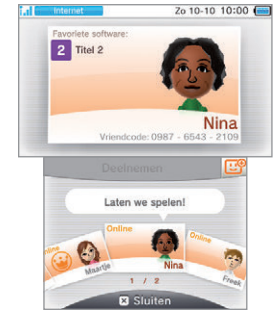 Internet
Zo 10-10 10:00
Favoriete software:
2 Titel 2
Nina
Vriendcode: 0987 - 6543 - 2109
Deelnemen
Laten we spelen!
Online
Online
Online
Maartje
Nina
Freek
1 / 2
X Sluiten